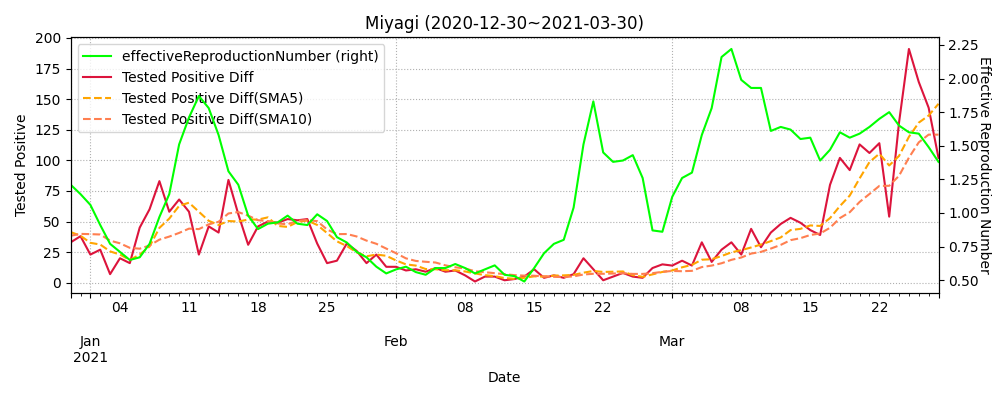 Miyagi (2020-12-30~2021-03-30)
effectiveReproductionNumber (right)
Tested Positive Diff
Tested Positive Diff(SMA5)
Tested Positive Diff(SMA10)
Tested Positive
200
175
150
125
100
75
50
25
0
2.25
2.00
1.75
1.50
1.25
1.00
0.75
0.50
Effective Reproduction Number
04 11 18 25 08 15 22 08 15 22
Jan Feb Mar
2021
Date